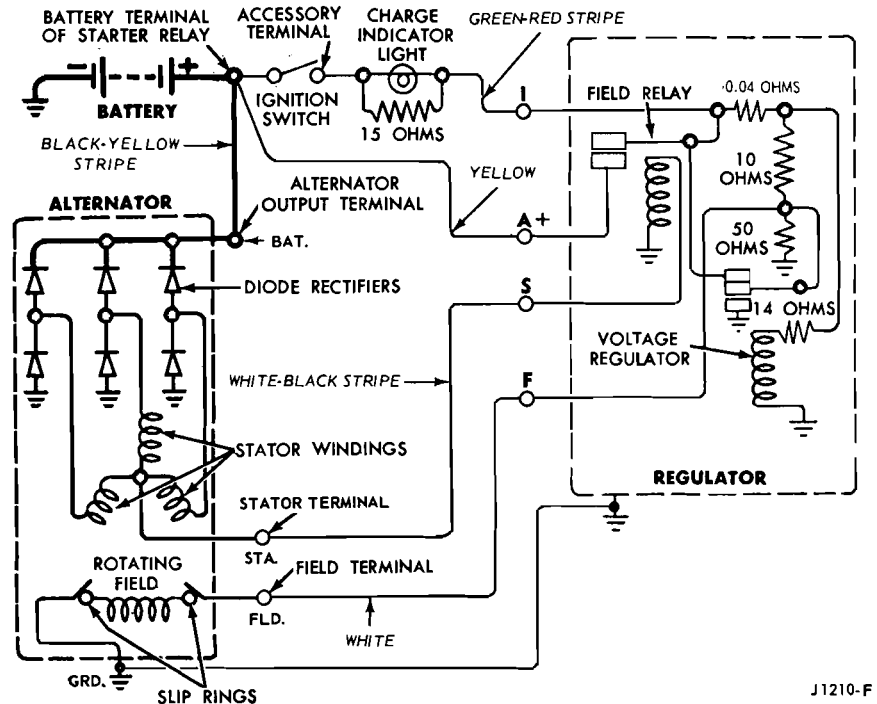 BATTERY TERMINAL
OF STARTER RELAY
ACCESSORY
TERMINAL
CHARGE
INDICATOR
LIGHT
GREEN-RED STRIPE
- +
BATTERY
IGNITION
SWITCH
15 OHMS
I
FIELD RELAY
0.04 OHMS
BLACK-YELLOW
STRIPE
YELLOW
10
OHMS
ALTERNATOR
ALTERNATOR
OUTPUT TERMINAL
A+
50
OHMS
BAT.
DIODE RECTIFIERS
S
14 OHMS
VOLTAGE
REGULATOR
WHITE-BLACK STRIPE
F
STATOR WINDINGS
REGULATOR
STATOR TERMINAL
STA.
ROTATING
FIELD
FIELD TERMINAL
FLD.
WHITE
GRD.
SLIP RINGS
J1210-F